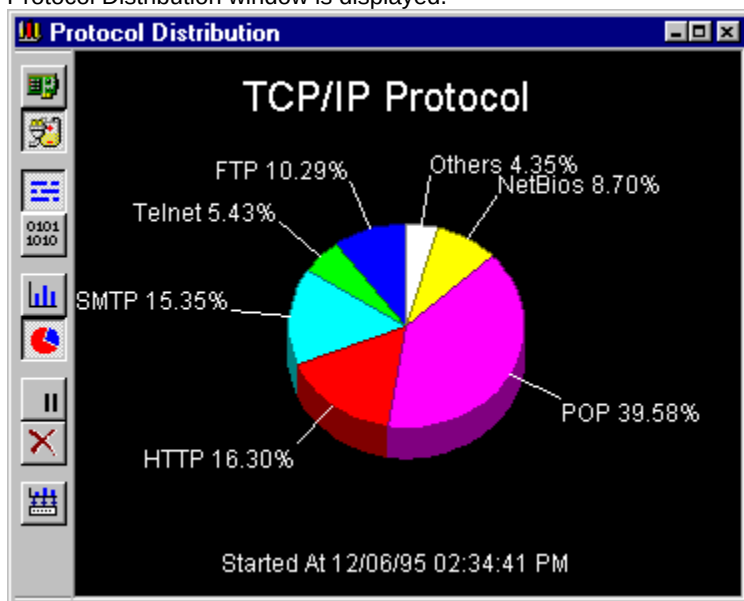 Protocol Distribution window is displayed.
Protocol Distribution
TCP/IP Protocol
Others 4.35%
FTP 10.29%
NetBios 8.70%
Telnet 5.43%
0101
1010
SMTP 15.35%
POP 39.58%
HTTP 16.30%
Started At 12/06/95 02:34:41 PM